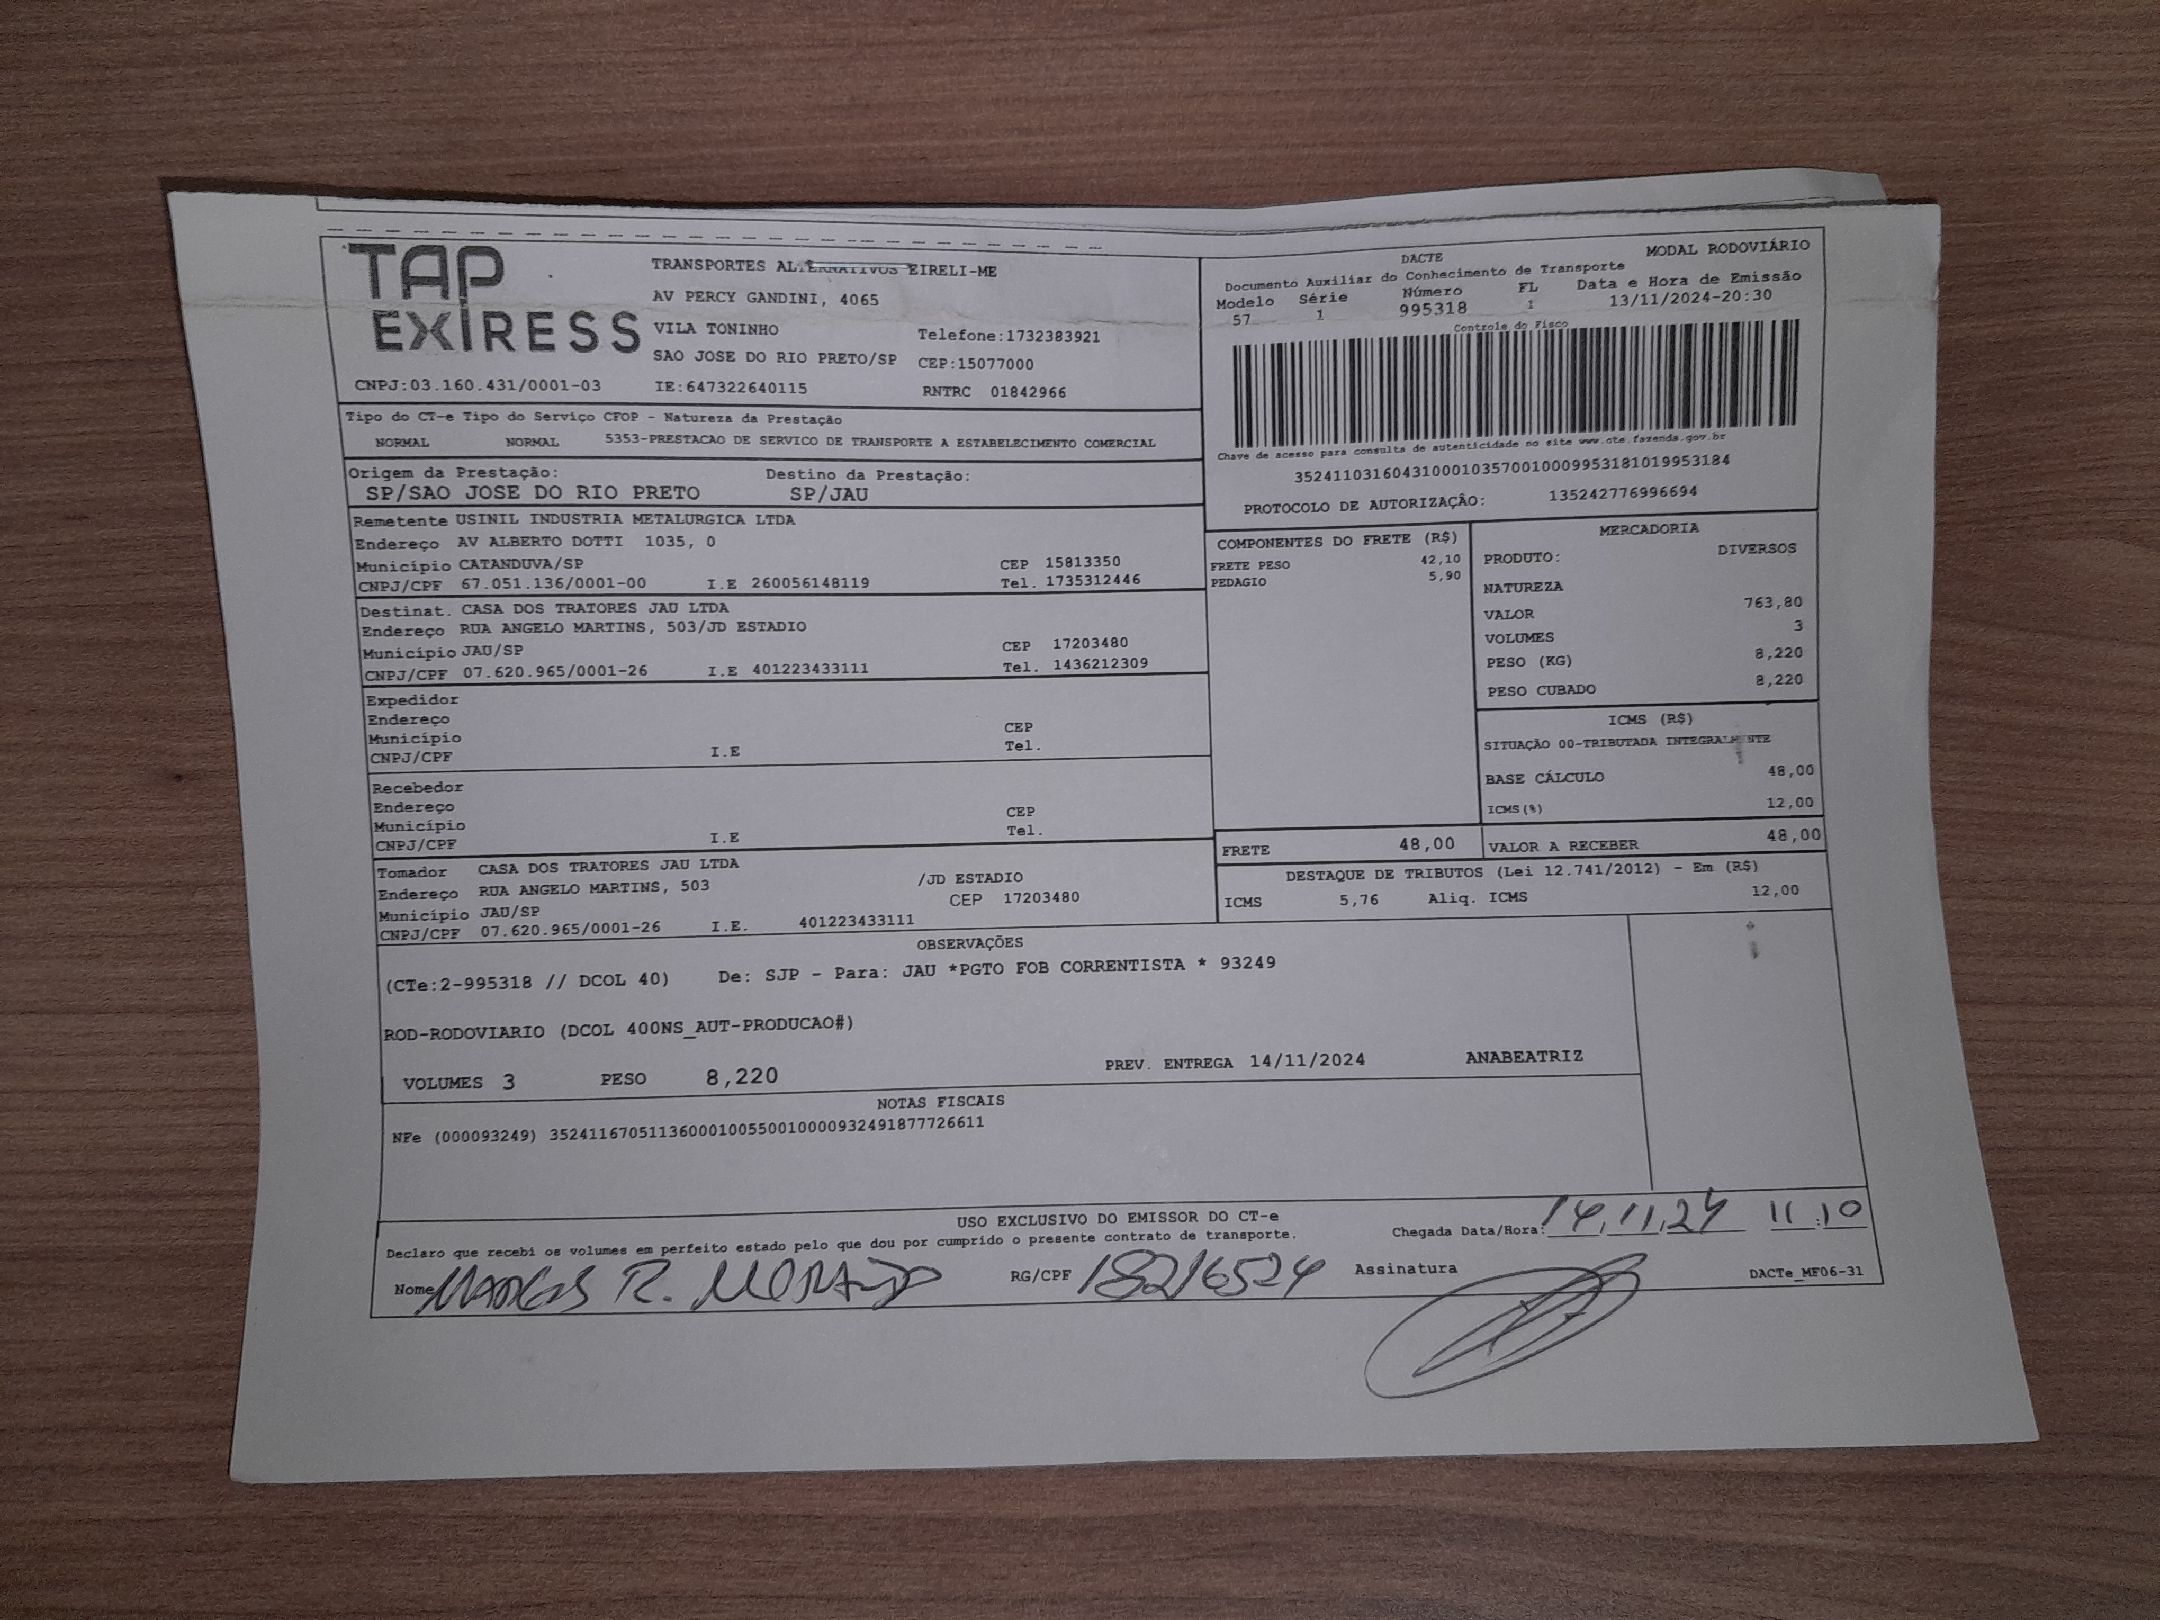 TAP
EXPRESS
TRANSPORTES ALTERNATIVOS EIRELI-ME
AV PERCY GANDINI, 4065
VILA TONINHO
Telefone:1732383921
SAO JOSE DO RIO PRETO/SP CEP:15077000
CNPJ:03.160.431/0001-03 IE:647322640115 RNTRC 01842966
DACTE MODAL RODOVIÁRIO
Documento Auxiliar do Conhecimento de Transporte
Modelo Série Número FL Data e Hora de Emissão
57 1 995318 1 13/11/2024-20:30
Controle do Fisco
Chave de acesso para consulta de autenticidade no site www.cte.fazenda.gov.br
35241103160431000103570010009953181019953184
PROTOCOLO DE AUTORIZAÇÂO: 135242776996694
Tipo do CT-e Tipo do Serviço CFOP - Natureza da Prestação
NORMAL NORMAL 5353-PRESTACAO DE SERVICO DE TRANSPORTE A ESTABELECIMENTO COMERCIAL
Origem da Prestação: Destino da Prestação:
SP/SAO JOSE DO RIO PRETO SP/JAU
Remetente USINIL INDUSTRIA METALURGICA LTDA
Endereço AV ALBERTO DOTTI 1035, 0
Município CATANDUVA/SP CEP 15813350
CNPJ/CPF 67.051.136/0001-00 I.E 260056148119 Tel. 1735312446
Destinat. CASA DOS TRATORES JAU LTDA
Endereço RUA ANGELO MARTINS, 503/JD ESTADIO
Município JAU/SP CEP 17203480
CNPJ/CPF 07.620.965/0001-26 I.E 401223433111 Tel. 1436212309
Expedidor
Endereço
Município CEP
CNPJ/CPF I.E Tel.
Recebedor
Endereço
Município CEP
CNPJ/CPF I.E Tel.
Tomador CASA DOS TRATORES JAU LTDA
Endereço RUA ANGELO MARTINS, 503 /JD ESTADIO
Município JAU/SP CEP 17203480
CNPJ/CPF 07.620.965/0001-26 I.E. 401223433111
COMPONENTES DO FRETE (R$)
FRETE PESO 42,10
PEDAGIO 5,90
MERCADORIA
PRODUTO: DIVERSOS
NATUREZA
VALOR 763,80
VOLUMES 3
PESO (KG) 8,220
PESO CUBADO 8,220
ICMS (R$)
SITUAÇÃO 00-TRIBUTADA INTEGRALMENTE
BASE CÁLCULO 48,00
ICMS(%) 12,00
FRETE 48,00 VALOR A RECEBER 48,00
DESTAQUE DE TRIBUTOS (Lei 12.741/2012) - Em (R$)
ICMS 5,76 Aliq. ICMS 12,00
OBSERVAÇÕES
(CTe:2-995318 // DCOL 40) De: SJP - Para: JAU *PGTO FOB CORRENTISTA * 93249
ROD-RODOVIARIO (DCOL 400NS_AUT-PRODUCAO#)
VOLUMES 3 PESO 8,220 PREV. ENTREGA 14/11/2024 ANABEATRIZ
NOTAS FISCAIS
NFe (000093249) 35241167051136000100550010000932491877726611
USO EXCLUSIVO DO EMISSOR DO CT-e
Declaro que recebi os volumes em perfeito estado pelo que dou por cumprido o presente contrato de transporte.
Chegada Data/Hora: 14,11,24 11:10
Nome MARCOS R. MORANDO RG/CPF 18216524 Assinatura
DACTe_MF06-31